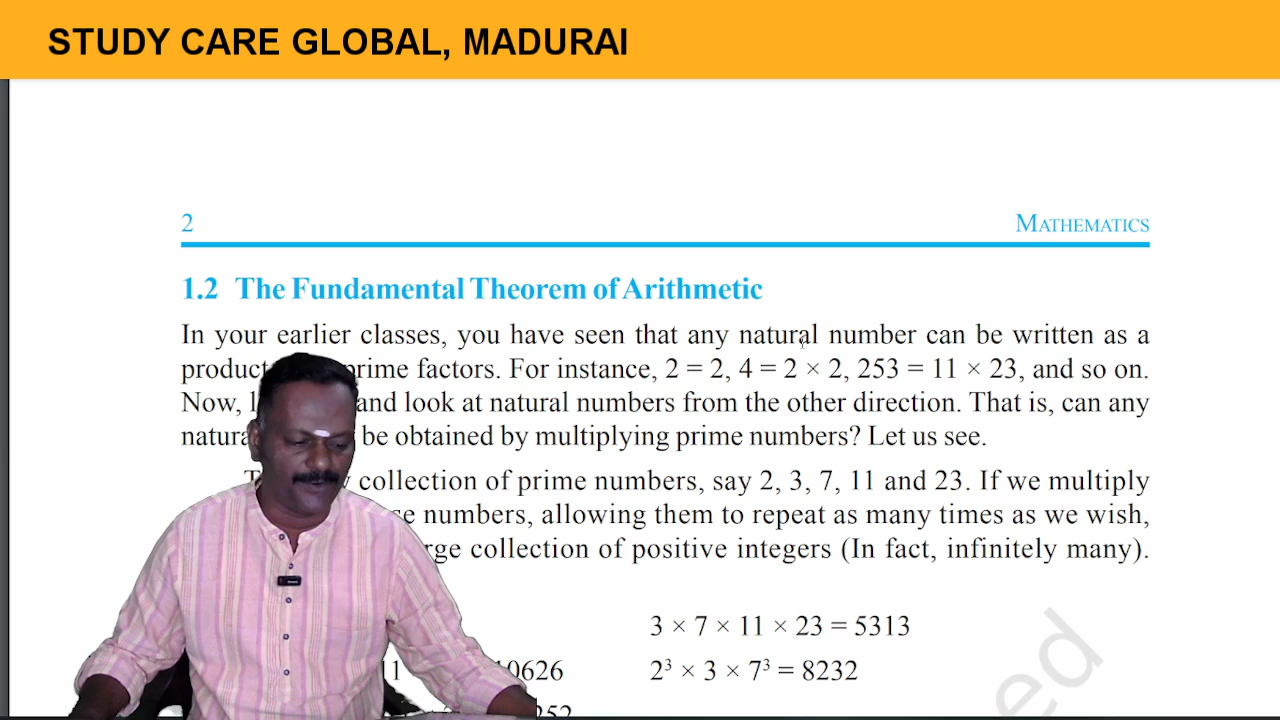 STUDY CARE GLOBAL, MADURAI
2 MATHEMATICS
1.2 The Fundamental Theorem of Arithmetic
In your earlier classes, you have seen that any natural number can be written as a
product prime factors. For instance, 2 = 2, 4 = 2 × 2, 253 = 11 × 23, and so on.
Now, and look at natural numbers from the other direction. That is, can any
be obtained by multiplying prime numbers? Let us see.
collection of prime numbers, say 2, 3, 7, 11 and 23. If we multiply
numbers, allowing them to repeat as many times as we wish,
collection of positive integers (In fact, infinitely many).
3 × 7 × 11 × 23 = 5313
11 10626 2³ × 3 × 7³ = 8232